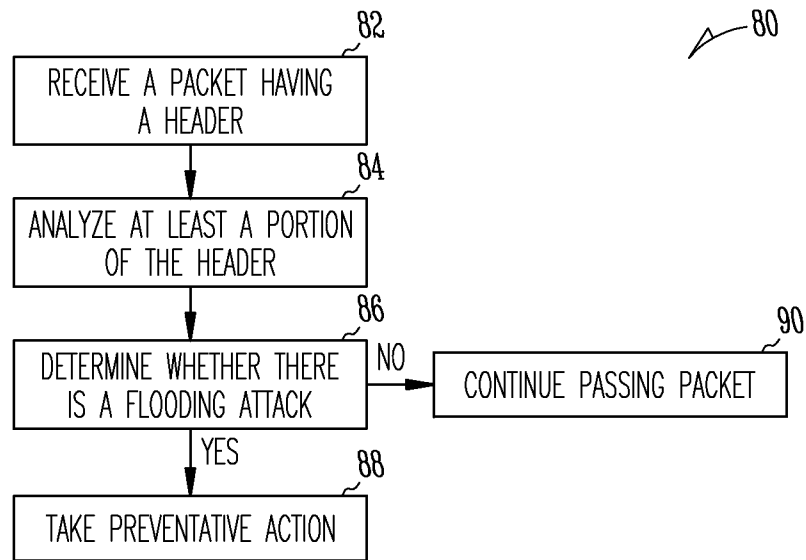 82
80
RECEIVE A PACKET HAVING
A HEADER
84
ANALYZE AT LEAST A PORTION
OF THE HEADER
86
DETERMINE WHETHER THERE
IS A FLOODING ATTACK
NO
90
CONTINUE PASSING PACKET
YES
88
TAKE PREVENTATIVE ACTION